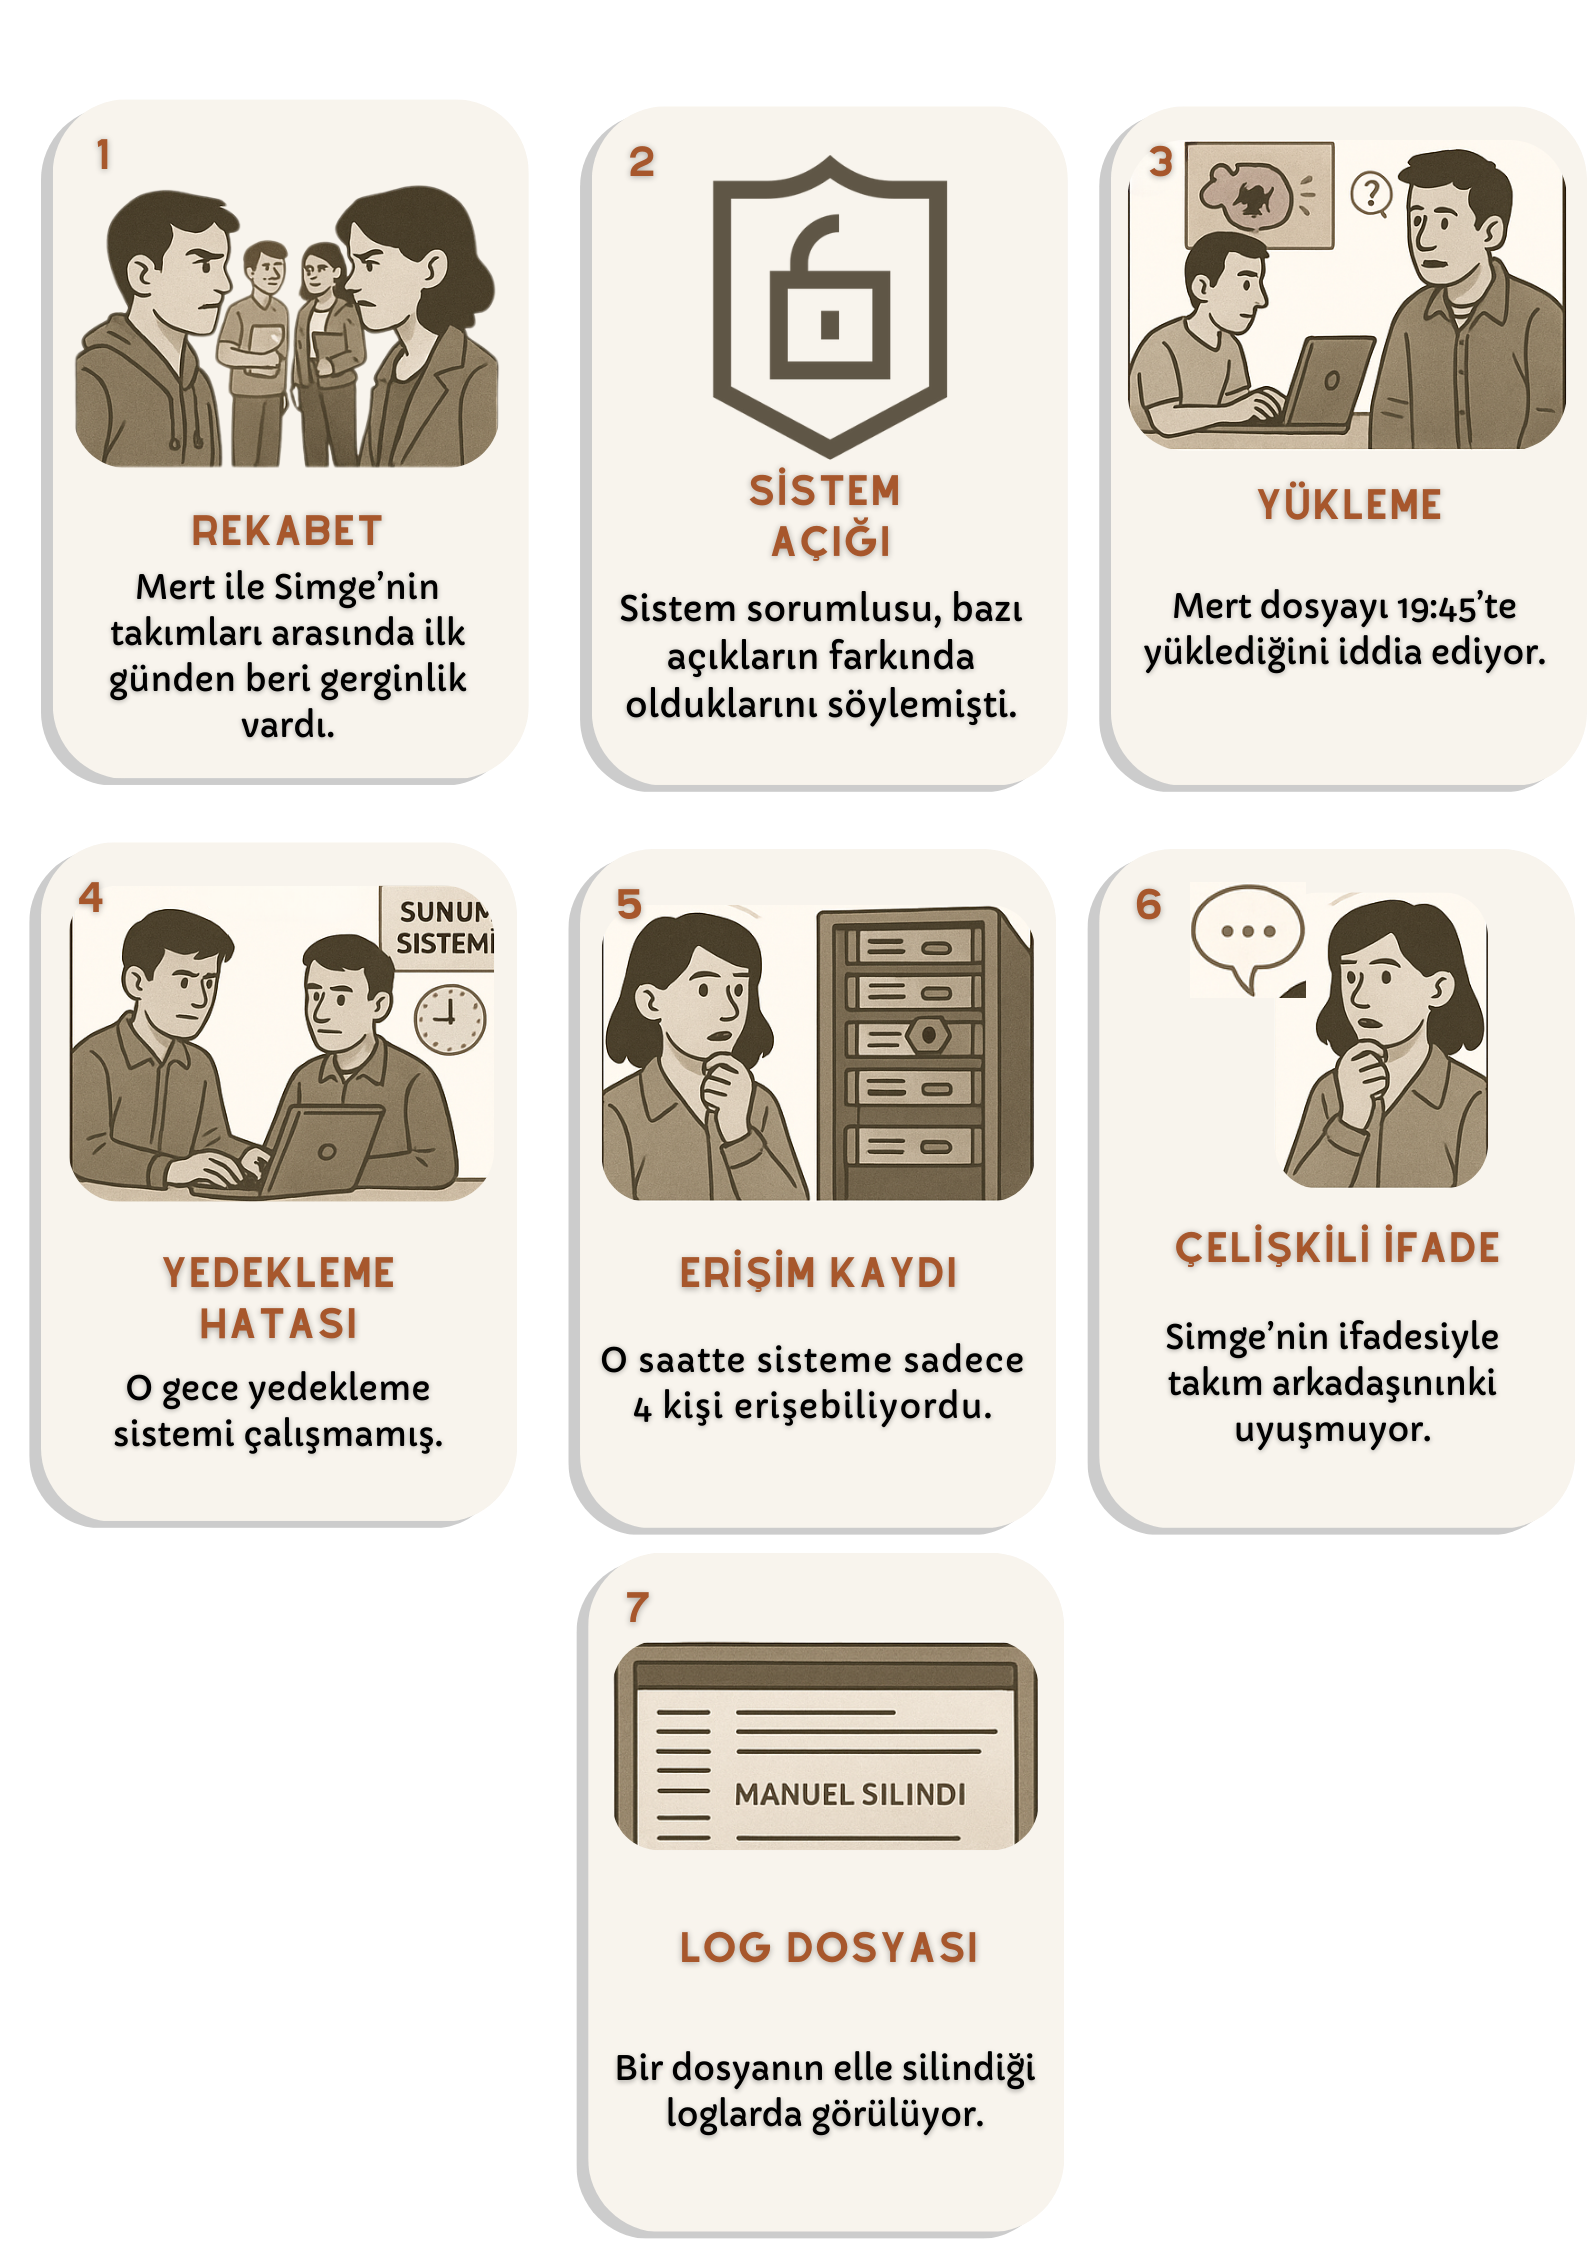 1
REKABET
Mert ile Simge’nin
takımları arasında ilk
günden beri gerginlik
vardı.
2
SİSTEM
AÇIĞI
Sistem sorumlusu, bazı
açıkların farkında
olduklarını söylemişti.
3
?
YÜKLEME
Mert dosyayı 19:45’te
yüklediğini iddia ediyor.
4
SUNUM
SISTEMİ
YEDEKLEME
HATASI
O gece yedekleme
sistemi çalışmamış.
5
ERİŞİM KAYDI
O saatte sisteme sadece
4 kişi erişebiliyordu.
6
ÇELİŞKİLİ İFADE
Simge’nin ifadesiyle
takım arkadaşınınki
uyuşmuyor.
7
MANUEL SILINDI
LOG DOSYASI
Bir dosyanın elle silindiği
loglarda görülüyor.